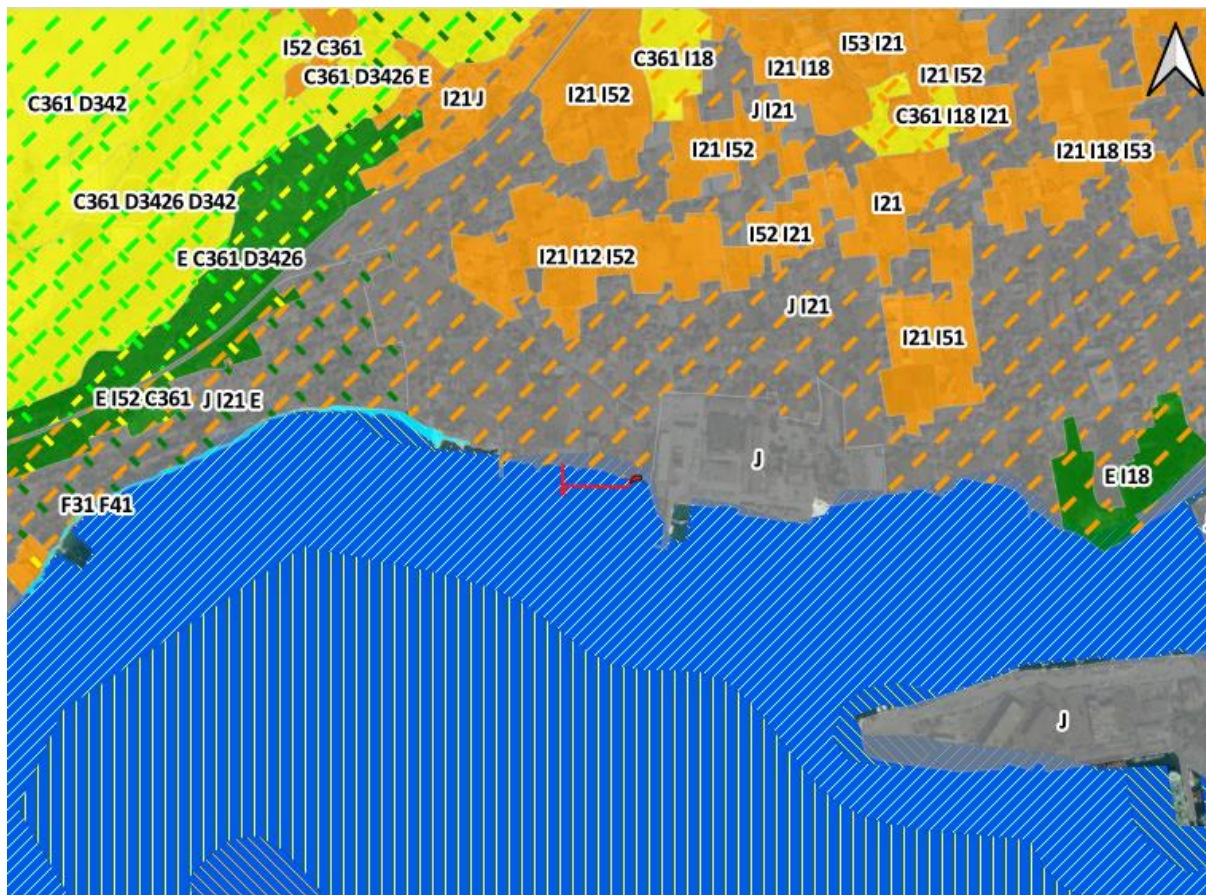 I52 C361
I53 I21
C361 I18
C361 D3426 E
I21 I18
I21 I52
I21 J
I21 I52
C361 D342
J I21
C361 I18 I21
I21 I52
I21 I18 I53
C361 D3426 D342
I21
I52 I21
E C361 D3426
I21 I12 I52
J I21
I21 I51
E I52 C361
J I21 E
J
E I18
F31 F41
J